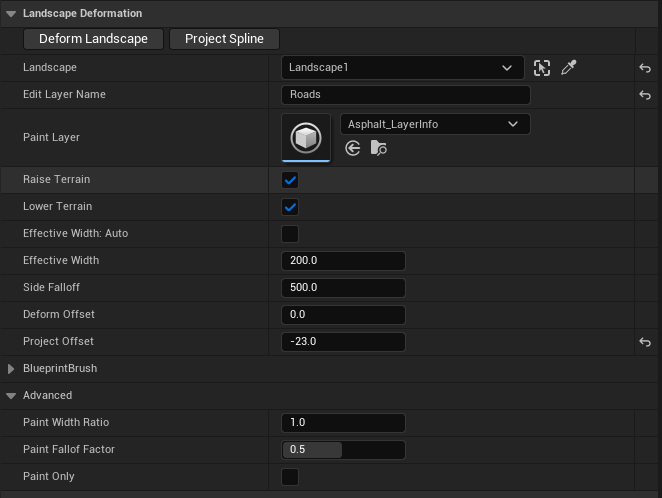 Landscape Deformation
Deform Landscape Project Spline
Landscape Landscape1
Edit Layer Name Roads
Paint Layer Asphalt_LayerInfo
Raise Terrain
Lower Terrain
Effective Width: Auto
Effective Width 200.0
Side Falloff 500.0
Deform Offset 0.0
Project Offset -23.0
BlueprintBrush
Advanced
Paint Width Ratio 1.0
Paint Fallof Factor 0.5
Paint Only